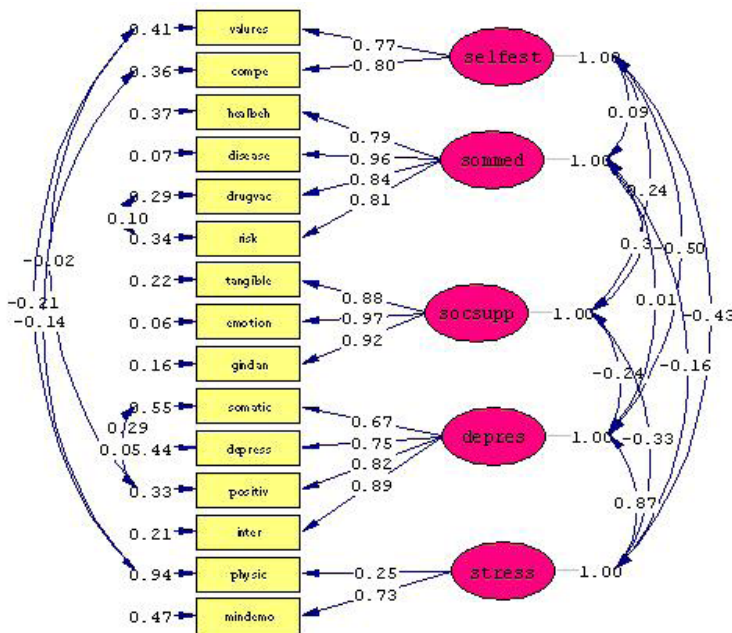 0.41 valures
0.77 selfest 1.00
0.80
0.36 compe
0.09
0.37 healbeh
0.79
0.07 disease
0.96 sommed 1.00
0.84
0.29 drugvac
0.24
0.10
0.81
0.34 risk
0.3 -0.50
-0.02
0.22 tangible
0.88
-0.21 0.01 -0.43
0.06 emotion 0.97 socsupp 1.00
-0.14
0.92
0.16 gindan
-0.24 -0.16
0.55 somatic
0.67
0.29
0.75 depres 1.00 -0.33
0.05.44 depress
0.82
0.33 positiv
0.89
0.87
0.21 inter
0.94 physic 0.25 stress 1.00
0.73
0.47 mindemo